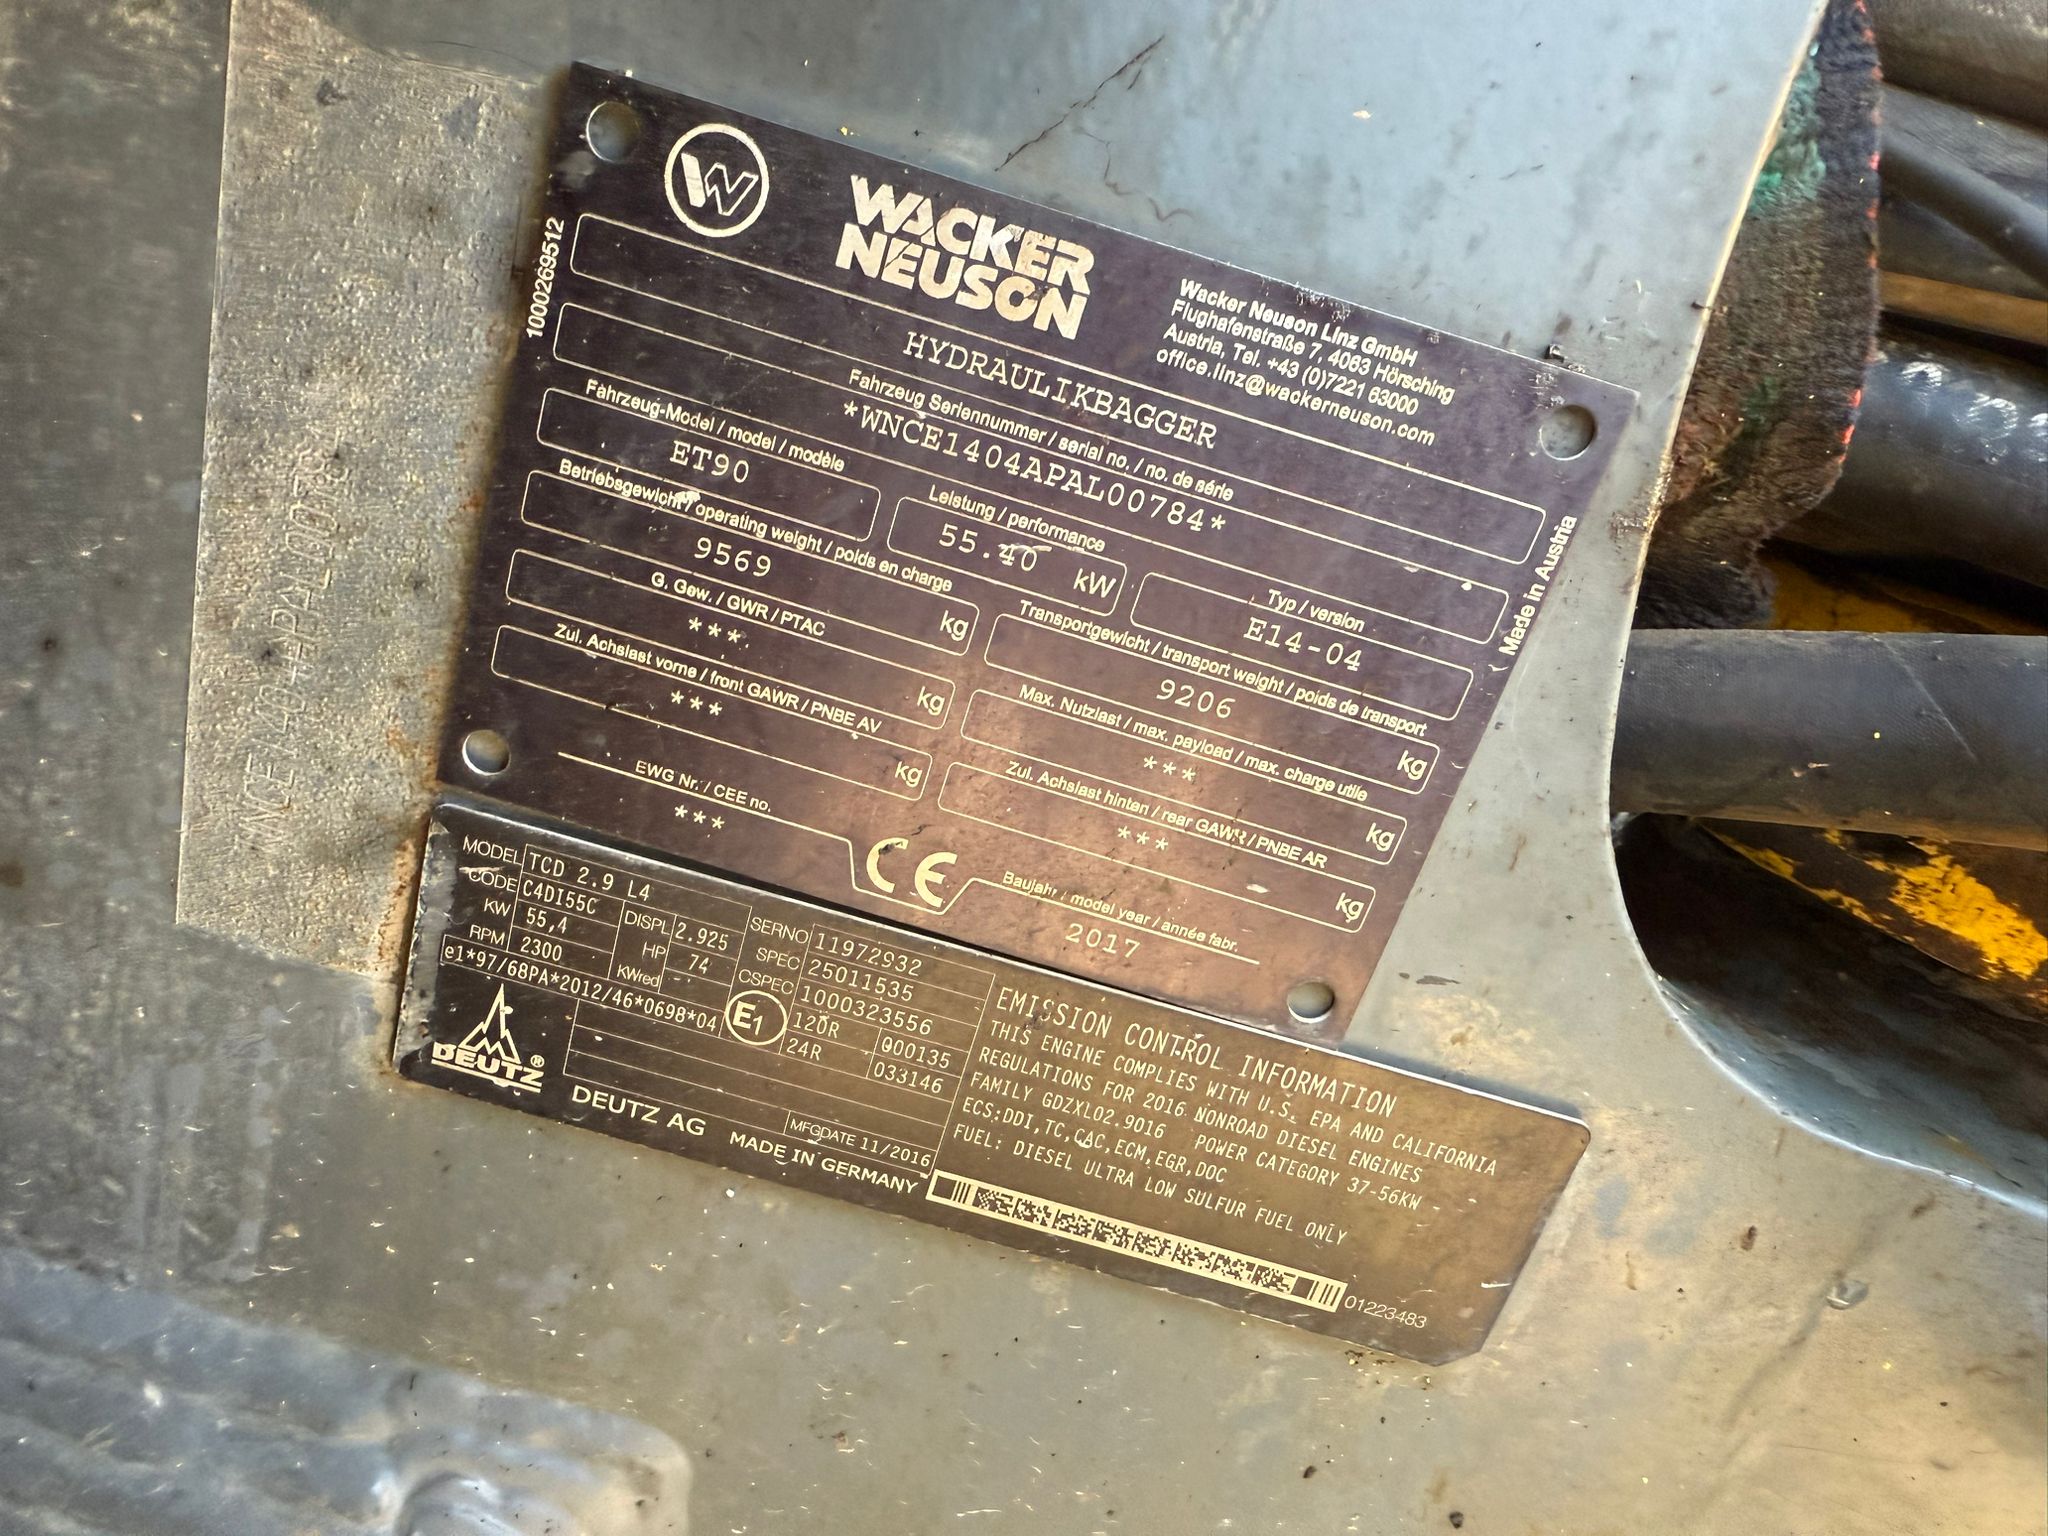 WACKER
NEUSON
Wacker Neuson Linz GmbH
Flughafenstraße 7, 4063 Hörsching
Austria, Tel. +43 (0)7221 63000
office.linz@wackerneuson.com
1000269512
HYDRAULIKBAGGER
Fahrzeug Seriennummer / serial no. / no. de série
*WNCE1404APAL00784*
Fahrzeug-Model / model / modèle
ET90
Leistung / performance
55.40 kW
Typ / version
E14-04
Betriebsgewicht / operating weight / poids en charge
9569 kg
Transportgewicht / transport weight / poids de transport
9206 kg
G. Gew. / GWR / PTAC
*** kg
Max. Nutzlast / max. payload / max. charge utile
*** kg
Zul. Achslast vorne / front GAWR / PNBE AV
*** kg
Zul. Achslast hinten / rear GAWR / PNBE AR
*** kg
EWG Nr. / CEE no.
***
CE
Baujahr / model year / année fabr.
2017
Made in Austria
MODEL TCD 2.9 L4
CODE C4DI55C DISPL 2.925 SERNO 11972932
KW 55,4 HP 74 SPEC 25011535
RPM 2300 KWred - CSPEC 1000323556
e1*97/68PA*2012/46*0698*04 E1 120R 000135
24R 033146
DEUTZ®
DEUTZ AG
MFGDATE 11/2016
MADE IN GERMANY
EMISSION CONTROL INFORMATION
THIS ENGINE COMPLIES WITH U.S. EPA AND CALIFORNIA
REGULATIONS FOR 2016 NONROAD DIESEL ENGINES
FAMILY GDZXL02.9016 POWER CATEGORY 37-56KW
ECS:DDI,TC,CAC,ECM,EGR,DOC
FUEL: DIESEL ULTRA LOW SULFUR FUEL ONLY
01223483